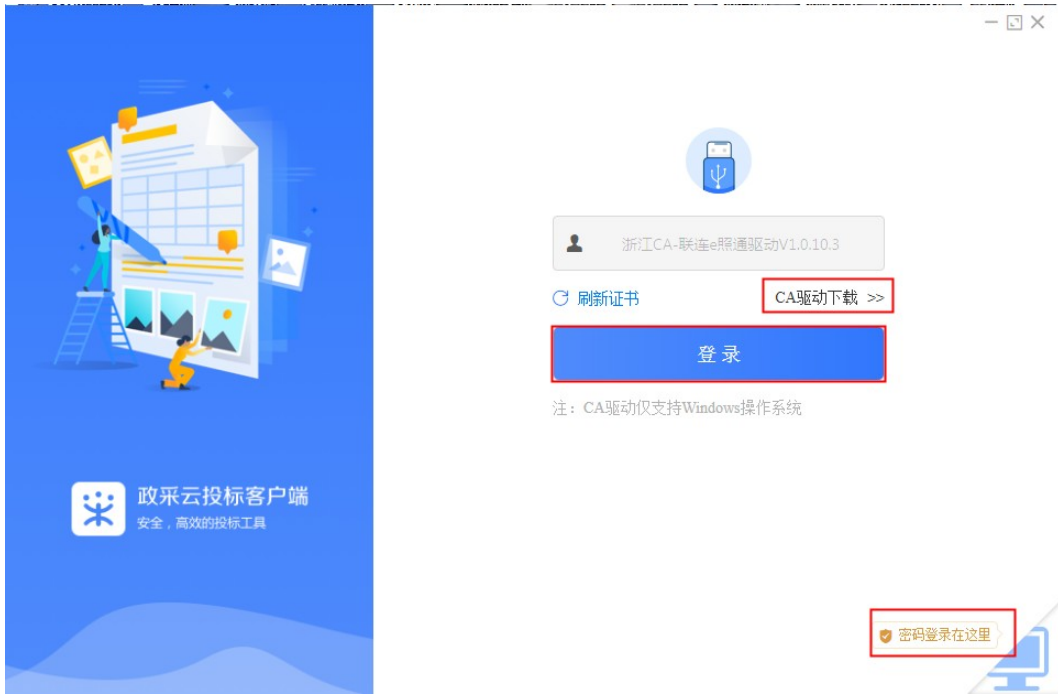 浙江CA-联连e照通驱动V1.0.10.3
刷新证书
CA驱动下载 >>
登录
注：CA驱动仅支持Windows操作系统
政采云投标客户端
安全，高效的投标工具
密码登录在这里